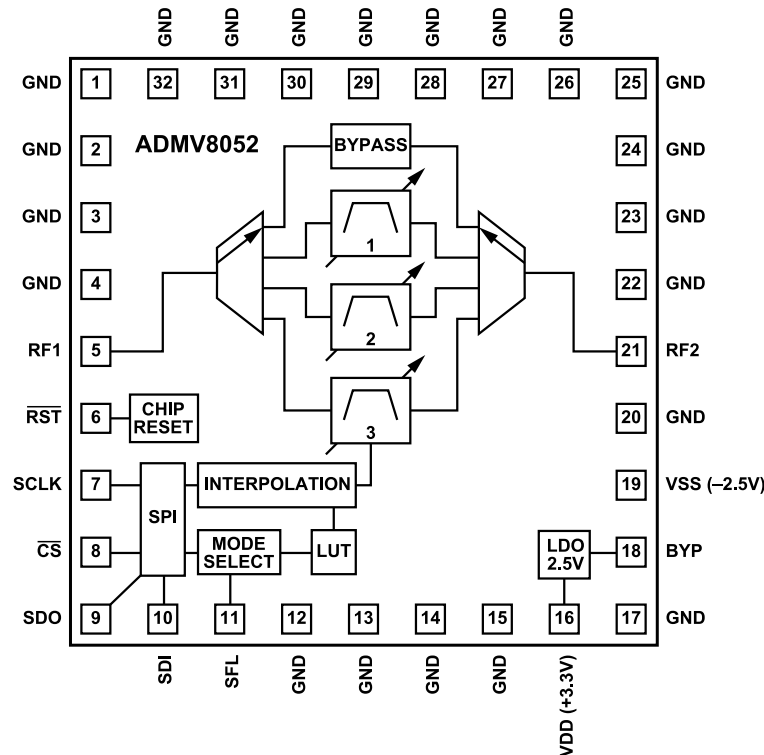 GND GND GND GND GND GND GND
GND 1 32 31 30 29 28 27 26 25 GND
GND 2 ADMV8052 BYPASS 24 GND
GND 3 1 23 GND
GND 4 2 22 GND
RF1 5 21 RF2
3
RST 6 CHIP RESET 20 GND
SCLK 7 INTERPOLATION 19 VSS (–2.5V)
SPI
CS 8 MODE SELECT LUT LDO 2.5V 18 BYP
SDO 9 10 11 12 13 14 15 16 17 GND
SDI SFL GND GND GND GND VDD (+3.3V)